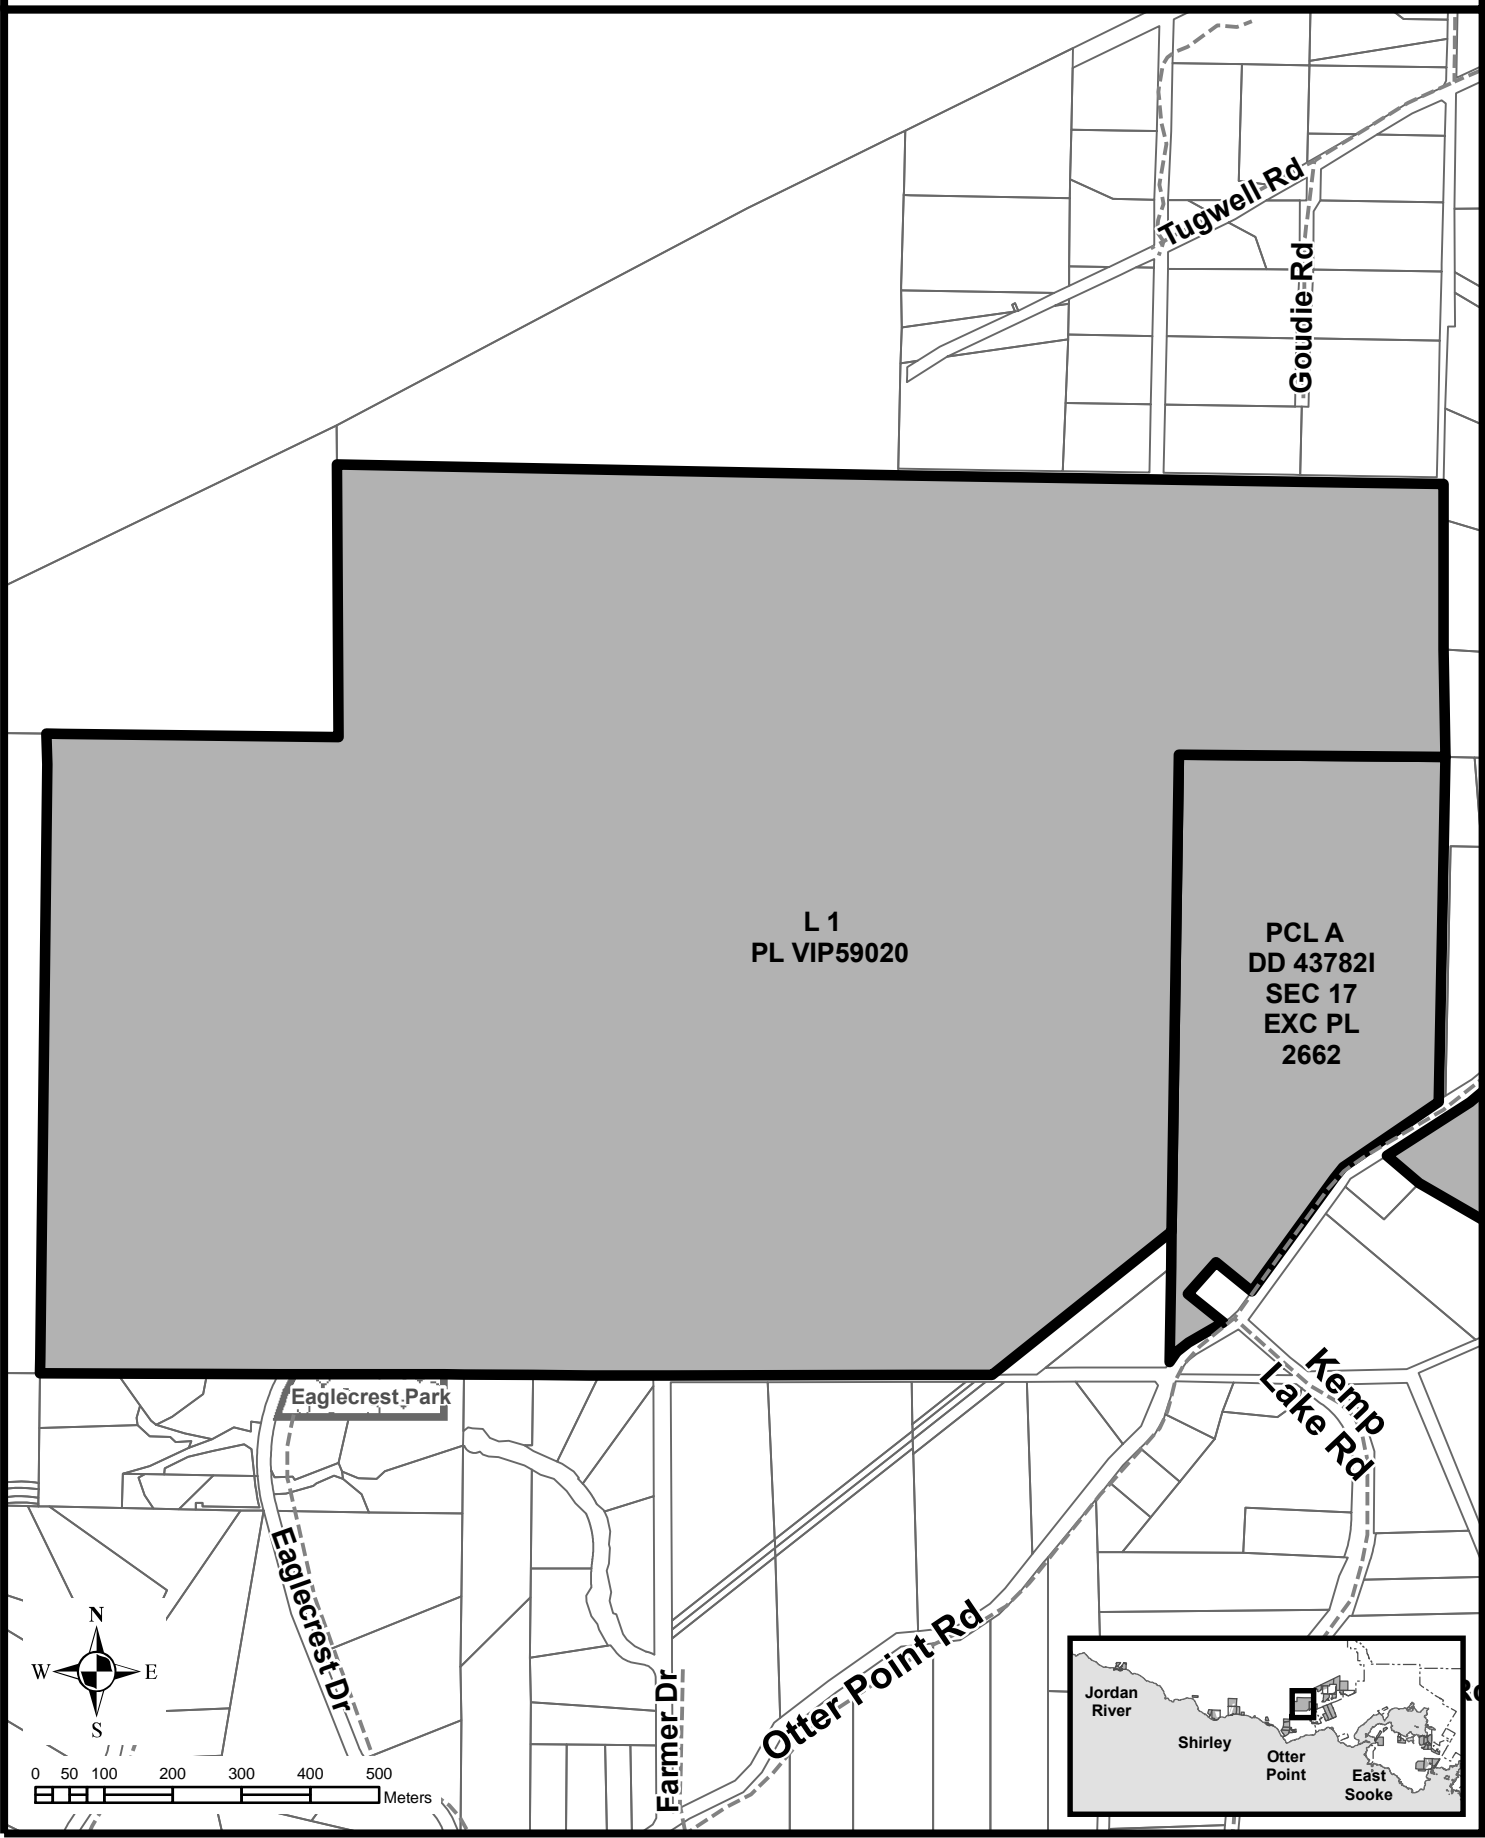 Tugwell Rd
Goudie Rd
L 1
PL VIP59020
PCL A
DD 43782I
SEC 17
EXC PL
2662
Kemp
Lake Rd
Eaglecrest Park
Eaglecrest Dr
Otter Point Rd
Farmer Dr
N
W E
S
0 50 100 200 300 400 500
Meters
Jordan
River
Shirley
Otter
Point
East
Sooke
Rd